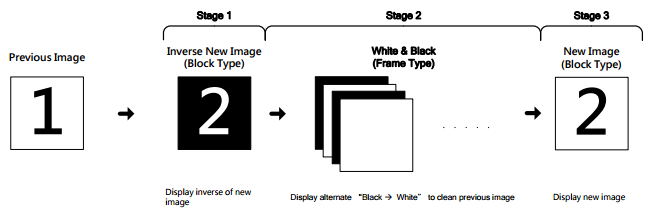 Stage 1
Stage 2
Stage 3
Previous Image
Inverse New Image
(Block Type)
White & Black
(Frame Type)
New Image
(Block Type)
1
2
2
. . . . .
Display inverse of new
image
Display alternate “Black → White” to clean previous image
Display new image